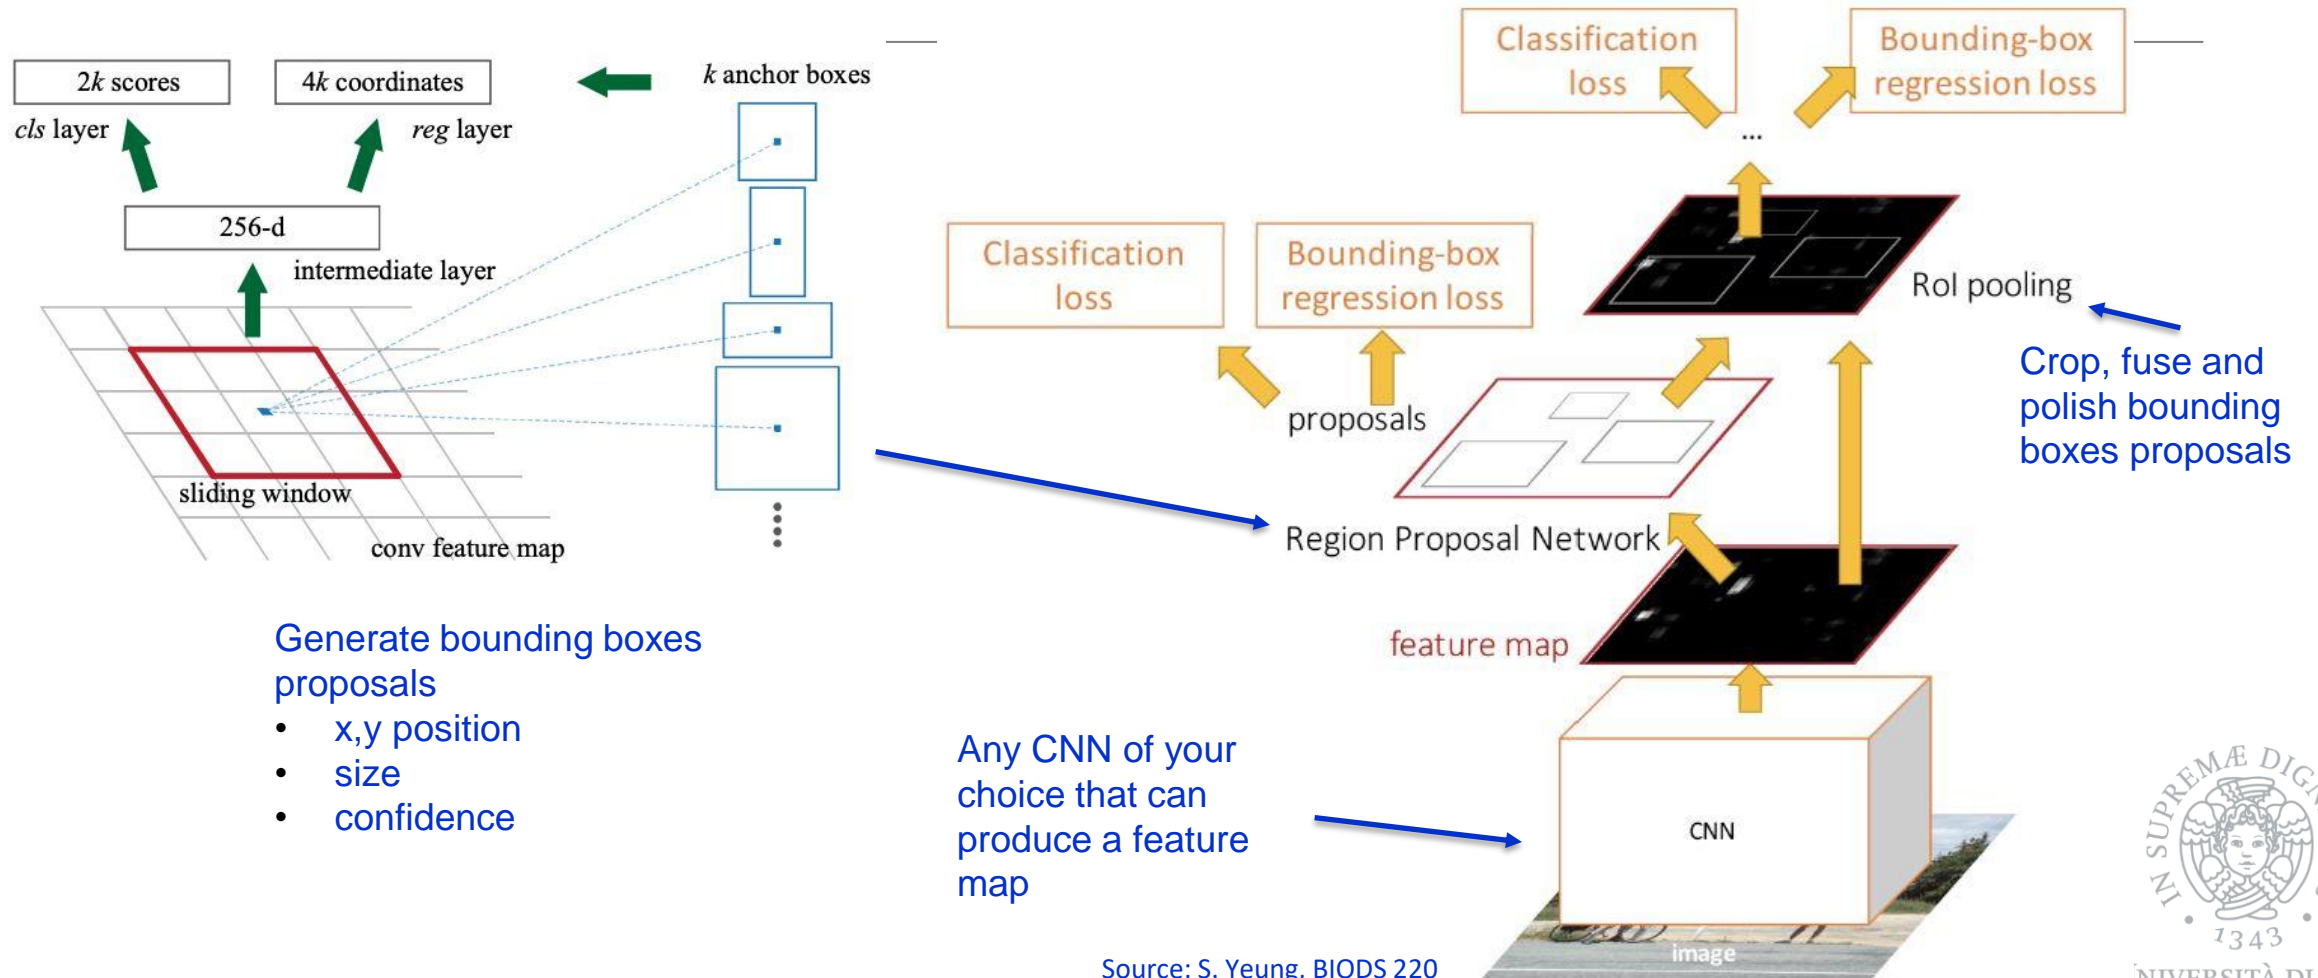 2k scores
4k coordinates
k anchor boxes
cls layer
reg layer
256-d
intermediate layer
sliding window
conv feature map
Generate bounding boxes
proposals
• x,y position
• size
• confidence
Classification
loss
Bounding-box
regression loss
...
Classification
loss
Bounding-box
regression loss
RoI pooling
Crop, fuse and
polish bounding
boxes proposals
proposals
Region Proposal Network
feature map
Any CNN of your
choice that can
produce a feature
map
CNN
image
Source: S. Yeung, BIODS 220
IN SUPREMÆ
1343